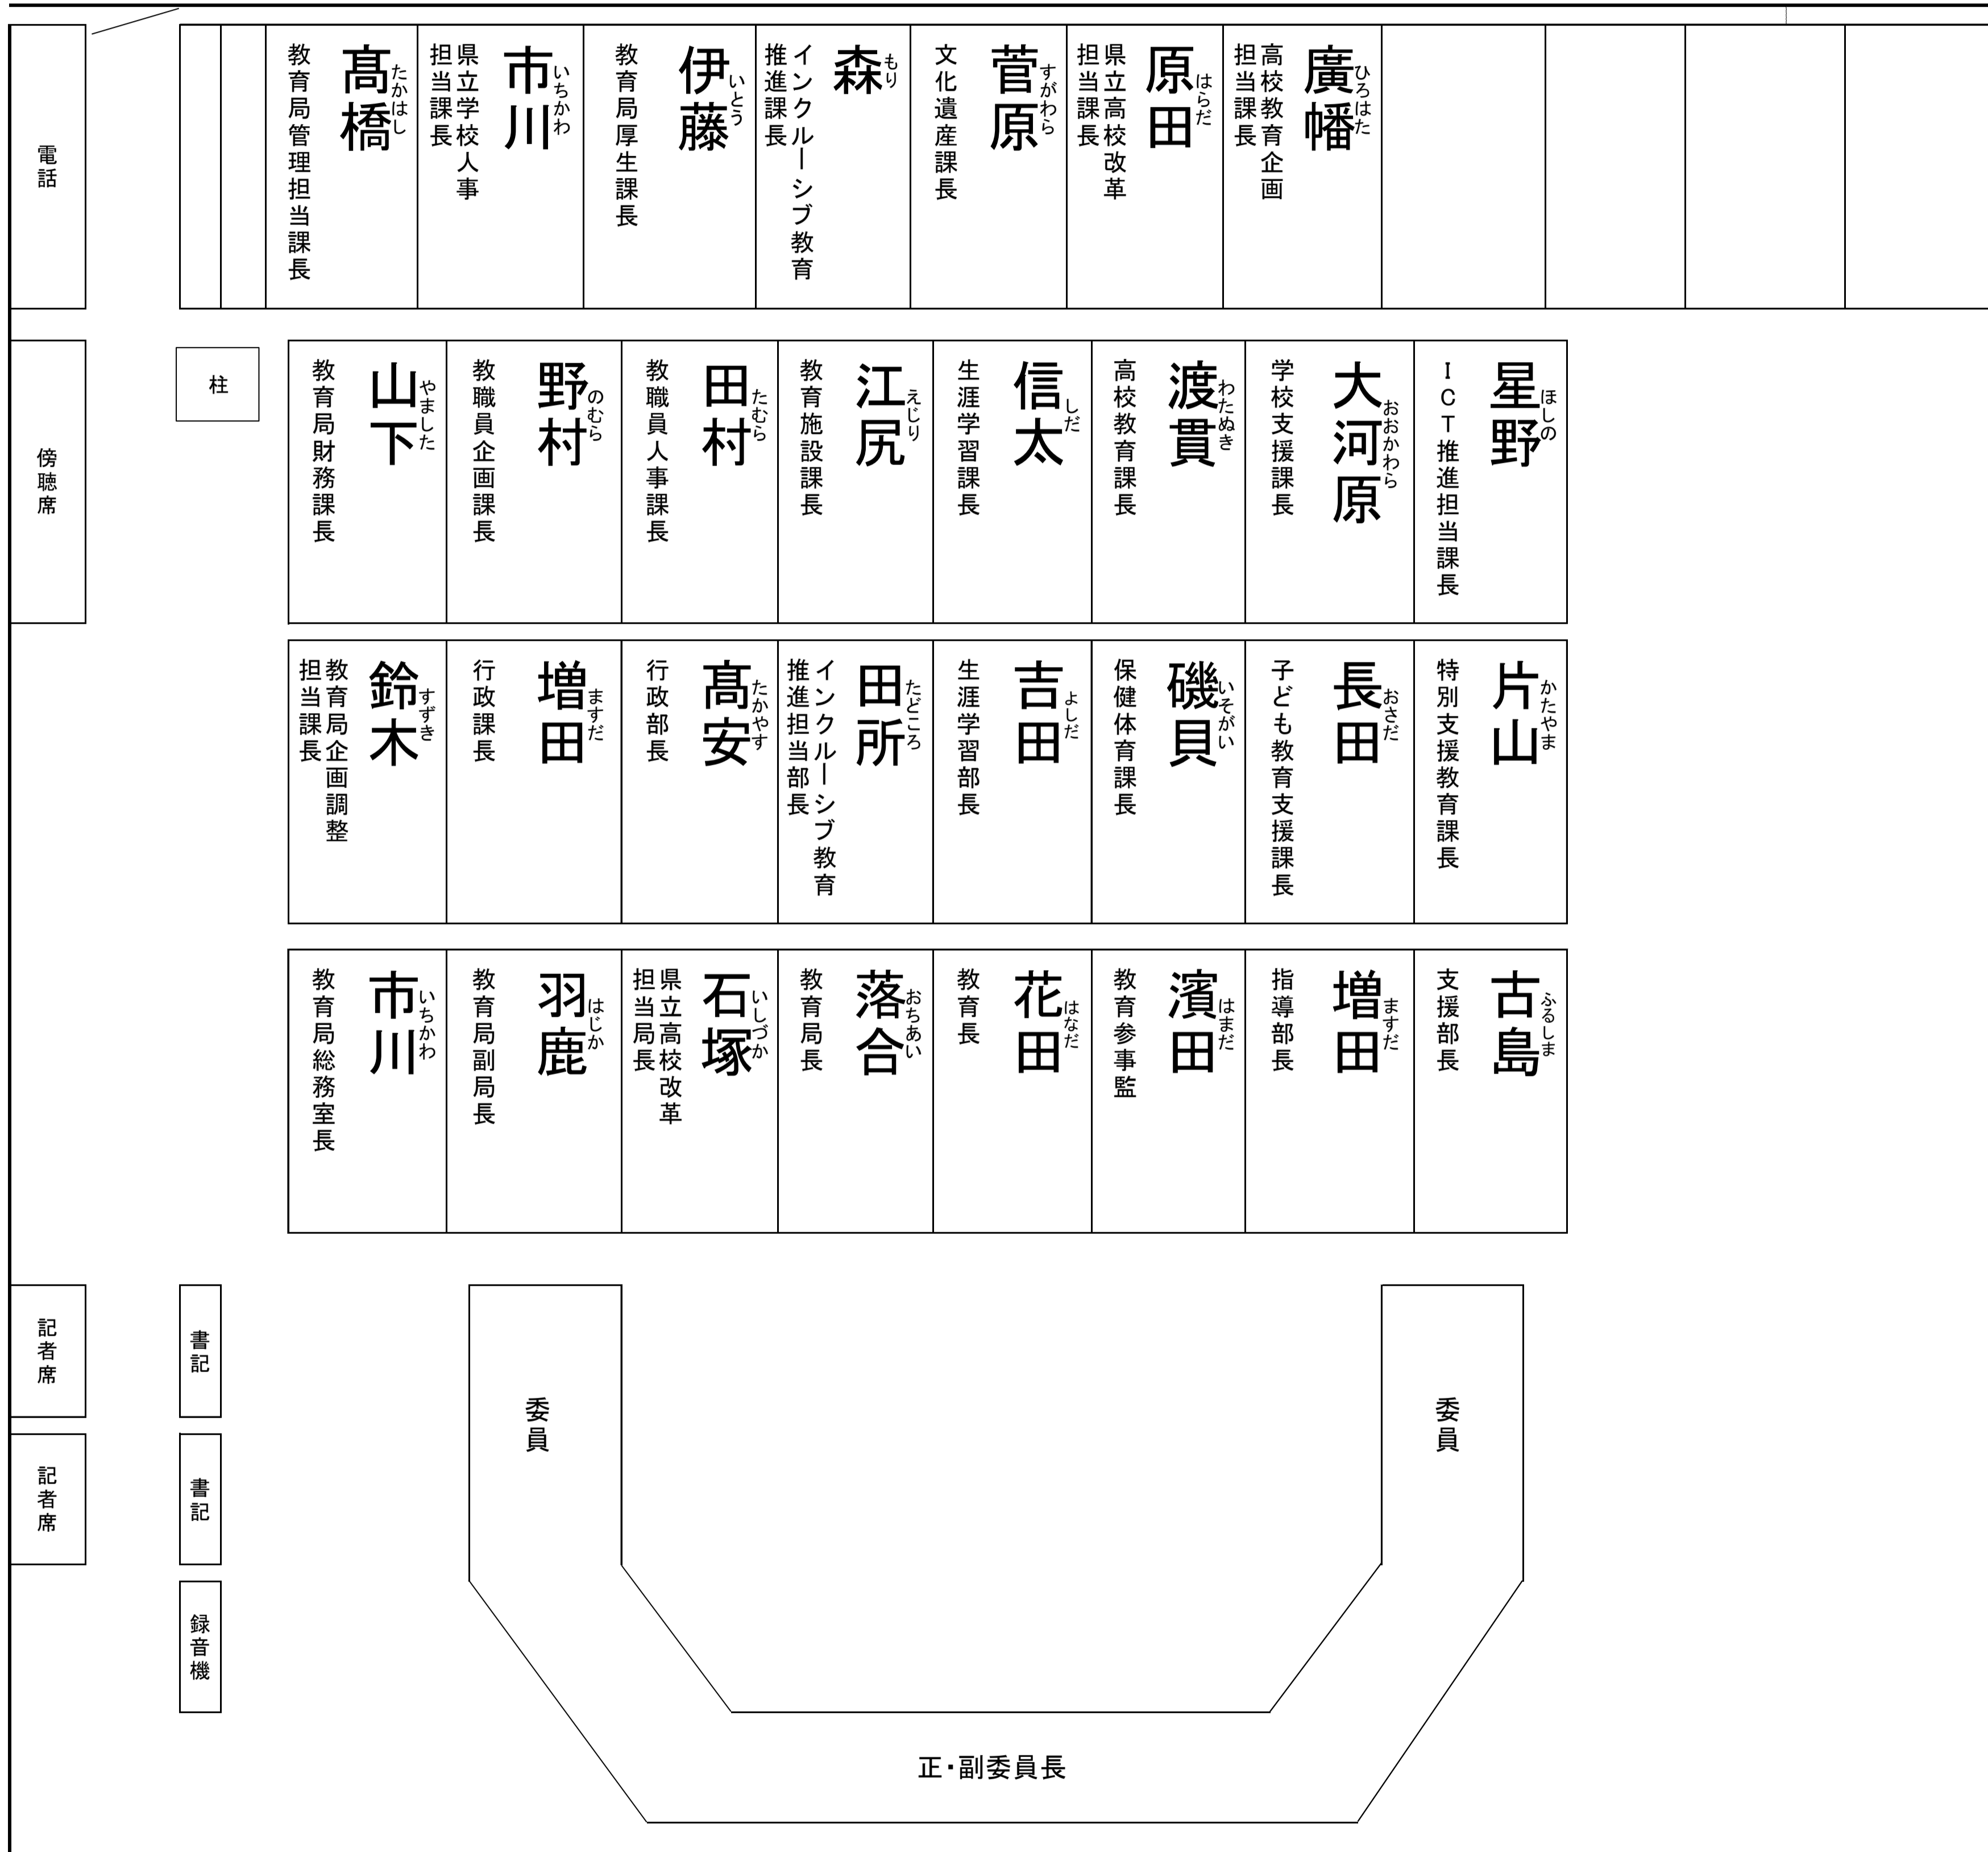 電話
教育局管理担当課長
髙橋
たかはし
県立学校人事
担当課長
市川
いちかわ
教育局厚生課長
伊藤
いとう
インクルーシブ教育
推進課長
森
もり
文化遺産課長
菅原
すがわら
県立高校改革
担当課長
原田
はらだ
高校教育企画
担当課長
廣幡
ひろはた
傍聴席
柱
教育局財務課長
山下
やました
教職員企画課長
野村
のむら
教職員人事課長
田村
たむら
教育施設課長
江尻
えじり
生涯学習課長
信太
しだ
高校教育課長
渡貫
わたぬき
学校支援課長
大河原
おおかわら
ICT推進担当課長
星野
ほしの
教育局企画調整
担当課長
鈴木
すずき
行政課長
増田
ますだ
行政部長
髙安
たかやす
インクルーシブ教育
推進担当部長
田所
たどころ
生涯学習部長
吉田
よしだ
保健体育課長
磯貝
いそがい
子ども教育支援課長
長田
おさだ
特別支援教育課長
片山
かたやま
教育局総務室長
市川
いちかわ
教育局副局長
羽鹿
はじか
県立高校改革
担当局長
石塚
いしづか
教育局長
落合
おちあい
教育長
花田
はなだ
教育参事監
濱田
はまだ
指導部長
増田
ますだ
支援部長
古島
ふるしま
記者席
書記
委員
委員
記者席
書記
録音機
正・副委員長